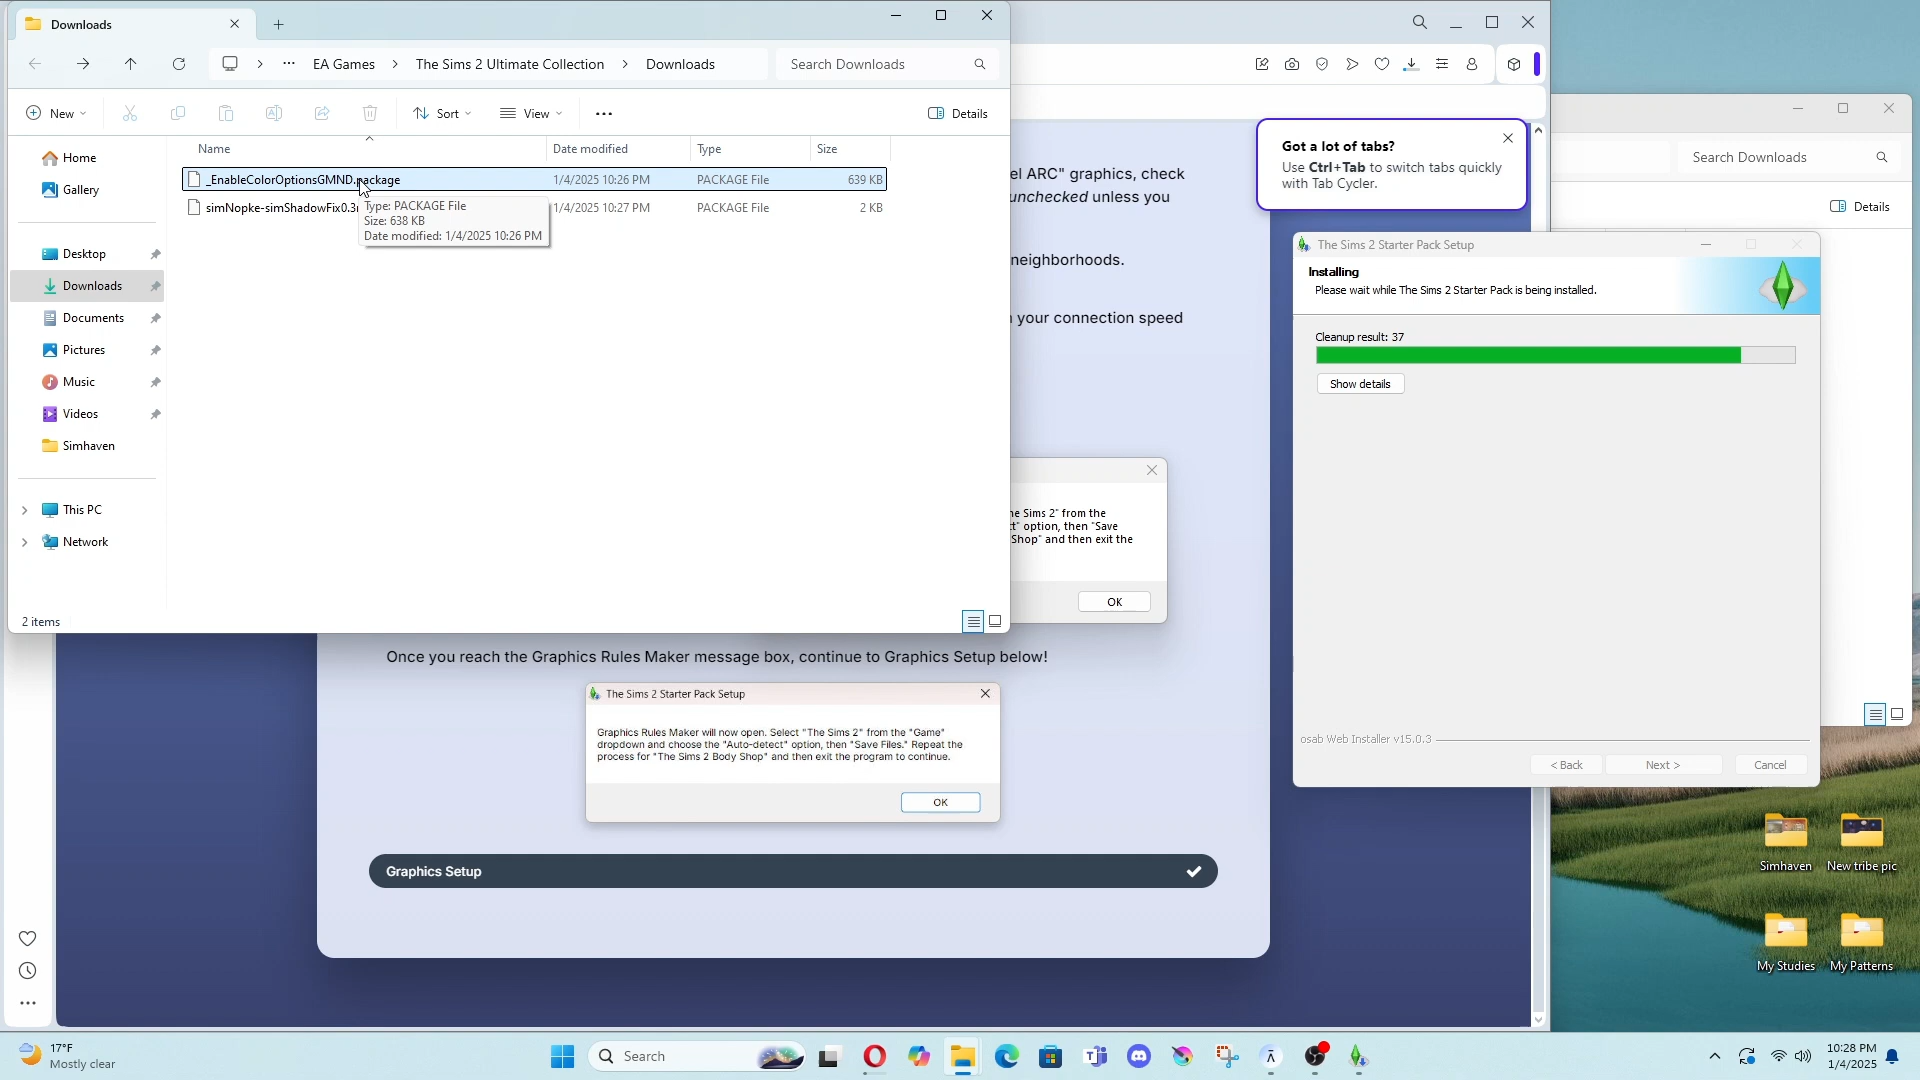 Downloads
EA Games
The Sims 2 Ultimate Collection
Downloads
Search Downloads
New
Sort
View
Details
Name
Date modified
Type
Size
_EnableColorOptionsGMND.package
1/4/2025 10:26 PM
PACKAGE File
639 KB
simNopke-simShadowFix0.3
1/4/2025 10:27 PM
PACKAGE File
2 KB
Type: PACKAGE File
Size: 638 KB
Date modified: 1/4/2025 10:26 PM
Home
Gallery
Desktop
Downloads
Documents
Pictures
Music
Videos
Simhaven
This PC
Network
2 items
el ARC" graphics, check
unchecked unless you
neighborhoods.
your connection speed
he Sims 2" from the
ct" option, then "Save
Shop" and then exit the
OK
Once you reach the Graphics Rules Maker message box, continue to Graphics Setup below!
The Sims 2 Starter Pack Setup
Graphics Rules Maker will now open. Select "The Sims 2" from the "Game"
dropdown and choose the "Auto-detect" option, then "Save Files." Repeat the
process for "The Sims 2 Body Shop" and then exit the program to continue.
OK
Graphics Setup
Got a lot of tabs?
Use Ctrl+Tab to switch tabs quickly
with Tab Cycler.
Search Downloads
Details
The Sims 2 Starter Pack Setup
Installing
Please wait while The Sims 2 Starter Pack is being installed.
Cleanup result: 37
Show details
osab Web Installer v15.0.3
< Back
Next >
Cancel
Simhaven
New tribe pic
My Studies
My Patterns
17°F
Mostly clear
Search
10:28 PM
1/4/2025